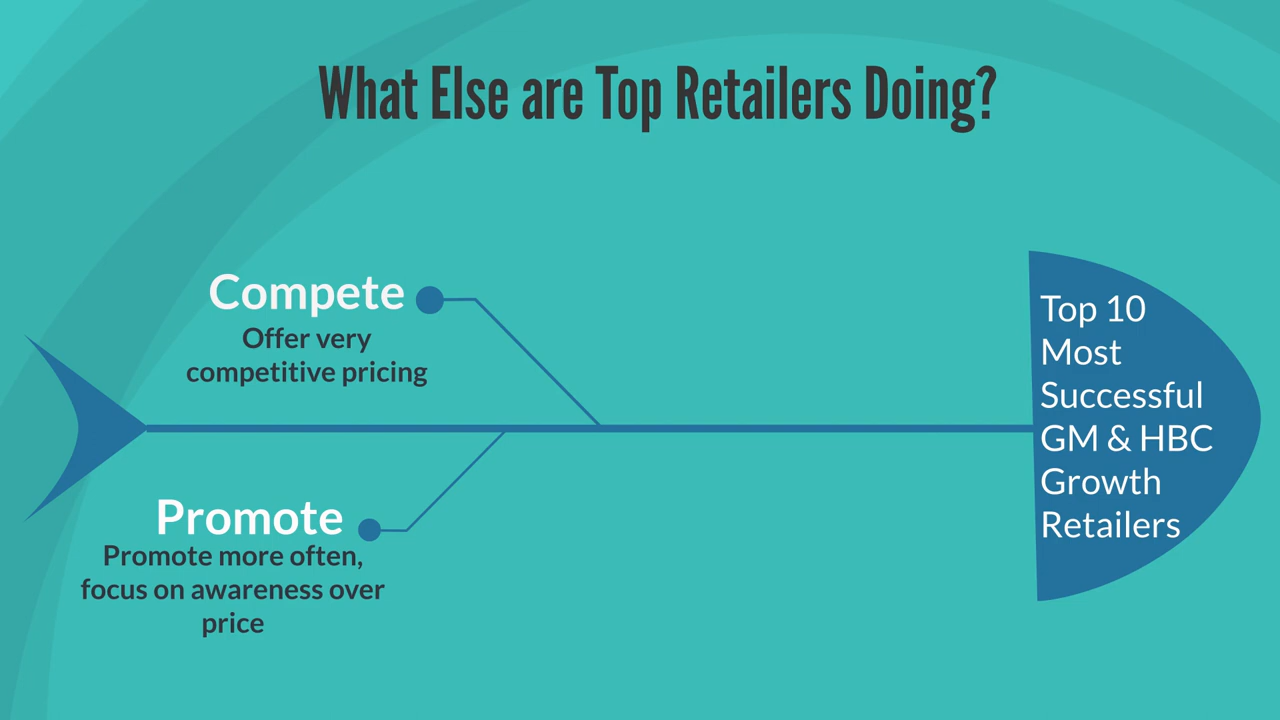 What Else are Top Retailers Doing?
Compete
Offer very
competitive pricing
Promote
Promote more often,
focus on awareness over
price
Top 10
Most
Successful
GM & HBC
Growth
Retailers